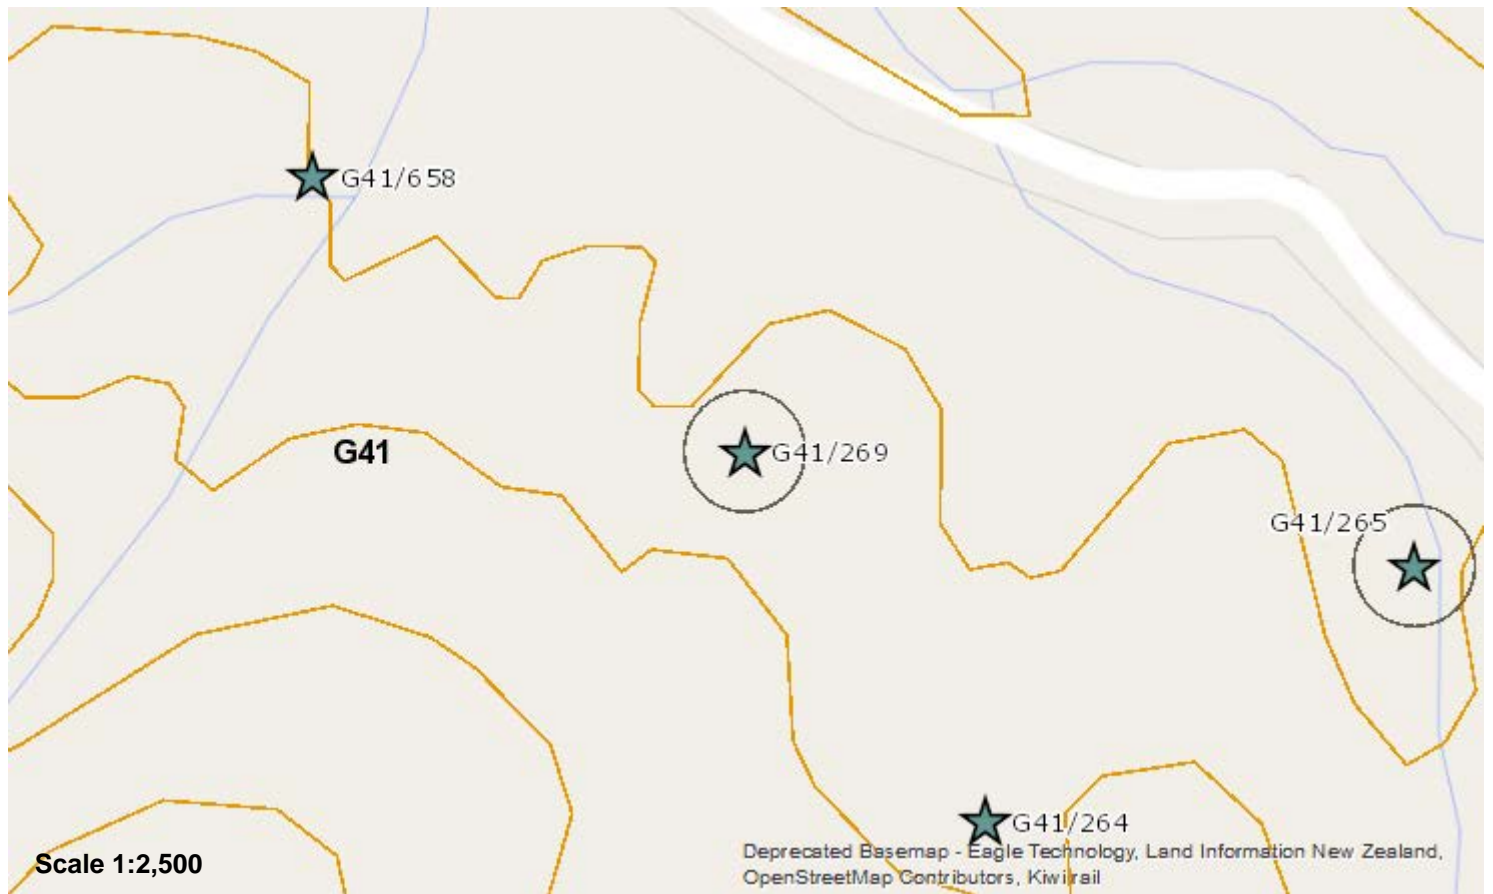 G41/658
G41
G41/269
G41/265
G41/264
Scale 1:2,500
Deprecated Basemap - Eagle Technology, Land Information New Zealand,
OpenStreetMap Contributors, Kiwirail